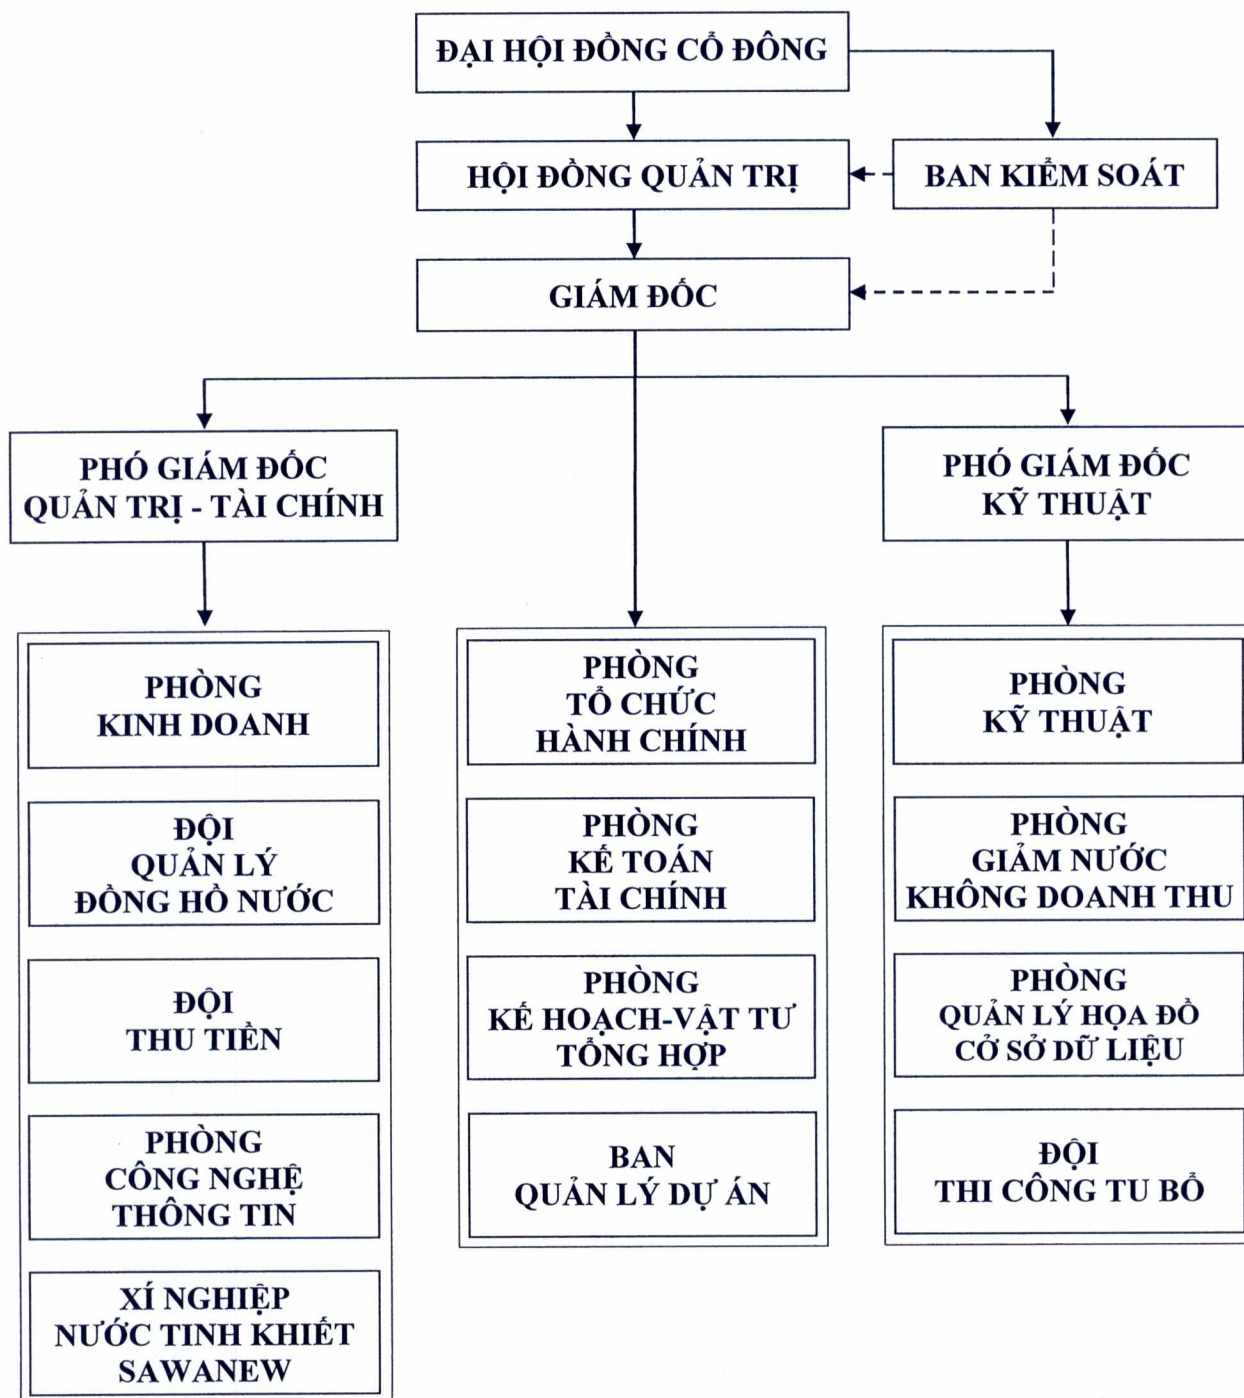 ĐẠI HỘI ĐỒNG CỔ ĐÔNG
HỘI ĐỒNG QUẢN TRỊ
BAN KIỂM SOÁT
GIÁM ĐỐC
PHÓ GIÁM ĐỐC
QUẢN TRỊ - TÀI CHÍNH
PHÓ GIÁM ĐỐC
KỸ THUẬT
PHÒNG
KINH DOANH
ĐỘI
QUẢN LÝ
ĐỒNG HỒ NƯỚC
ĐỘI
THU TIỀN
PHÒNG
CÔNG NGHỆ
THÔNG TIN
XÍ NGHIỆP
NƯỚC TINH KHIẾT
SAWANEW
PHÒNG
TỔ CHỨC
HÀNH CHÍNH
PHÒNG
KẾ TOÁN
TÀI CHÍNH
PHÒNG
KẾ HOẠCH-VẬT TƯ
TỔNG HỢP
BAN
QUẢN LÝ DỰ ÁN
PHÒNG
KỸ THUẬT
PHÒNG
GIẢM NƯỚC
KHÔNG DOANH THU
PHÒNG
QUẢN LÝ HỌA ĐỒ
CỞ SỞ DỮ LIỆU
ĐỘI
THI CÔNG TU BỔ